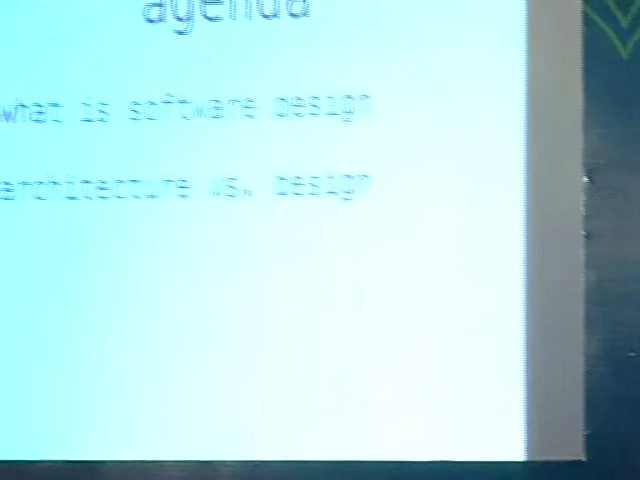 agenda
what is software design
architecture vs. design